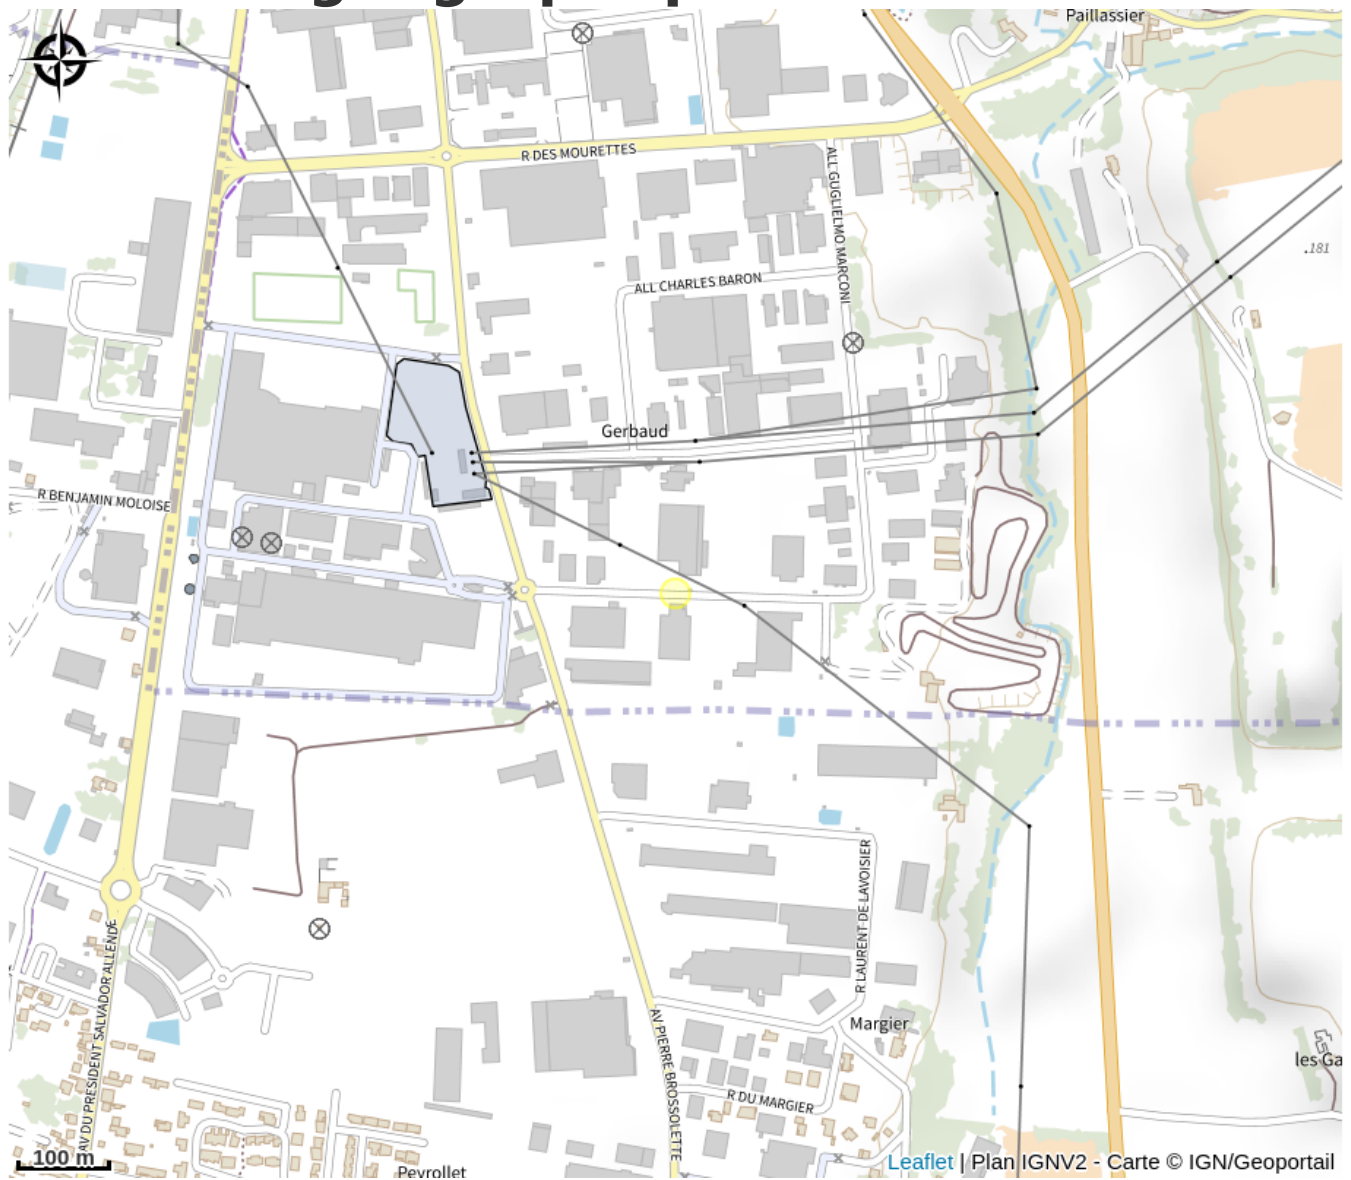 Paillassier
R DES MOURETTES
ALL GUGLIELMO MARCONI
.181
ALL CHARLES BARON
Gerbaud
R BENJAMIN MOLOISE
R LAURENT DE LAVOISIER
AV DU PRESIDENT SALVADOR ALLENDE
AV PIERRE BROSSOLETTE
Margier
les Ga
R DU MARGIER
100 m
Peyrollet
Leaflet | Plan IGNV2 - Carte © IGN/Geoportail